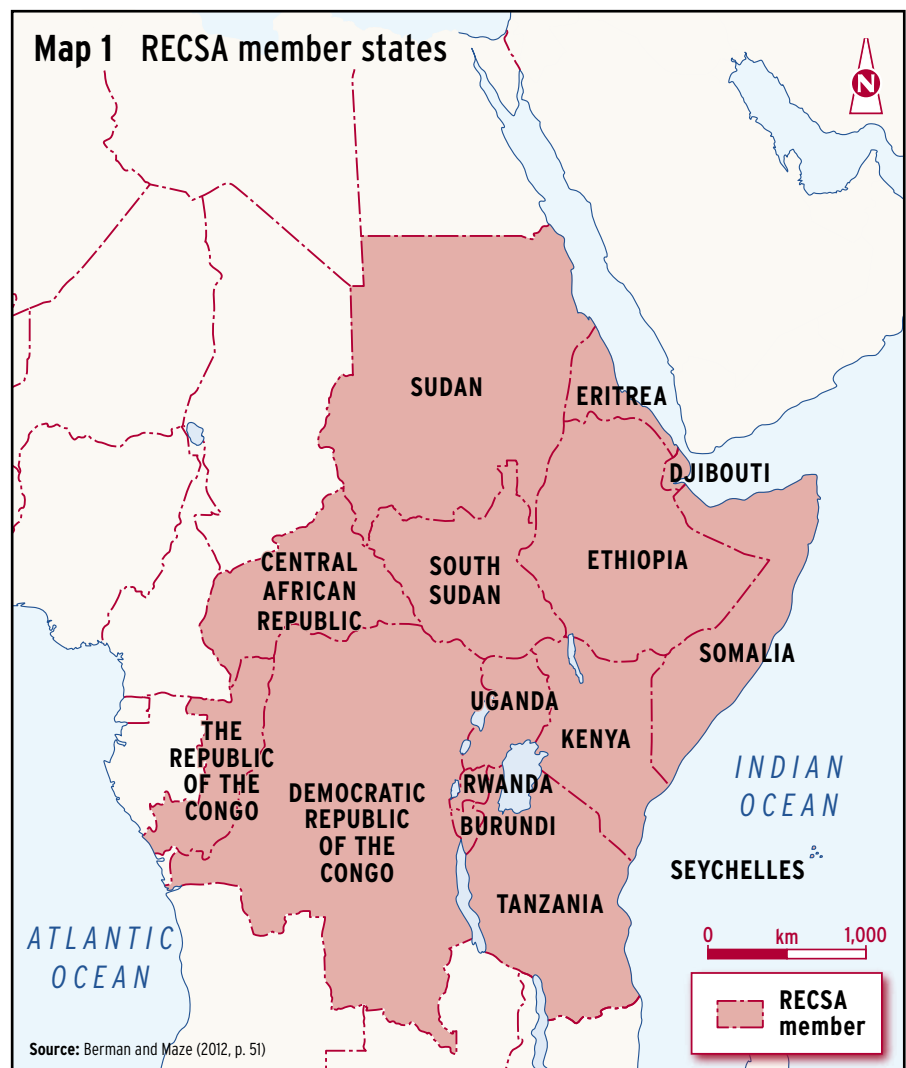 Map 1 RECSA member states
N
SUDAN
ERITREA
DJIBOUTI
CENTRAL
AFRICAN
REPUBLIC
SOUTH
SUDAN
ETHIOPIA
SOMALIA
UGANDA
KENYA
THE
REPUBLIC
OF THE
CONGO
DEMOCRATIC
REPUBLIC
OF THE
CONGO
RWANDA
BURUNDI
TANZANIA
INDIAN
OCEAN
SEYCHELLES
ATLANTIC
OCEAN
0 km 1,000
RECSA
member
Source: Berman and Maze (2012, p. 51)